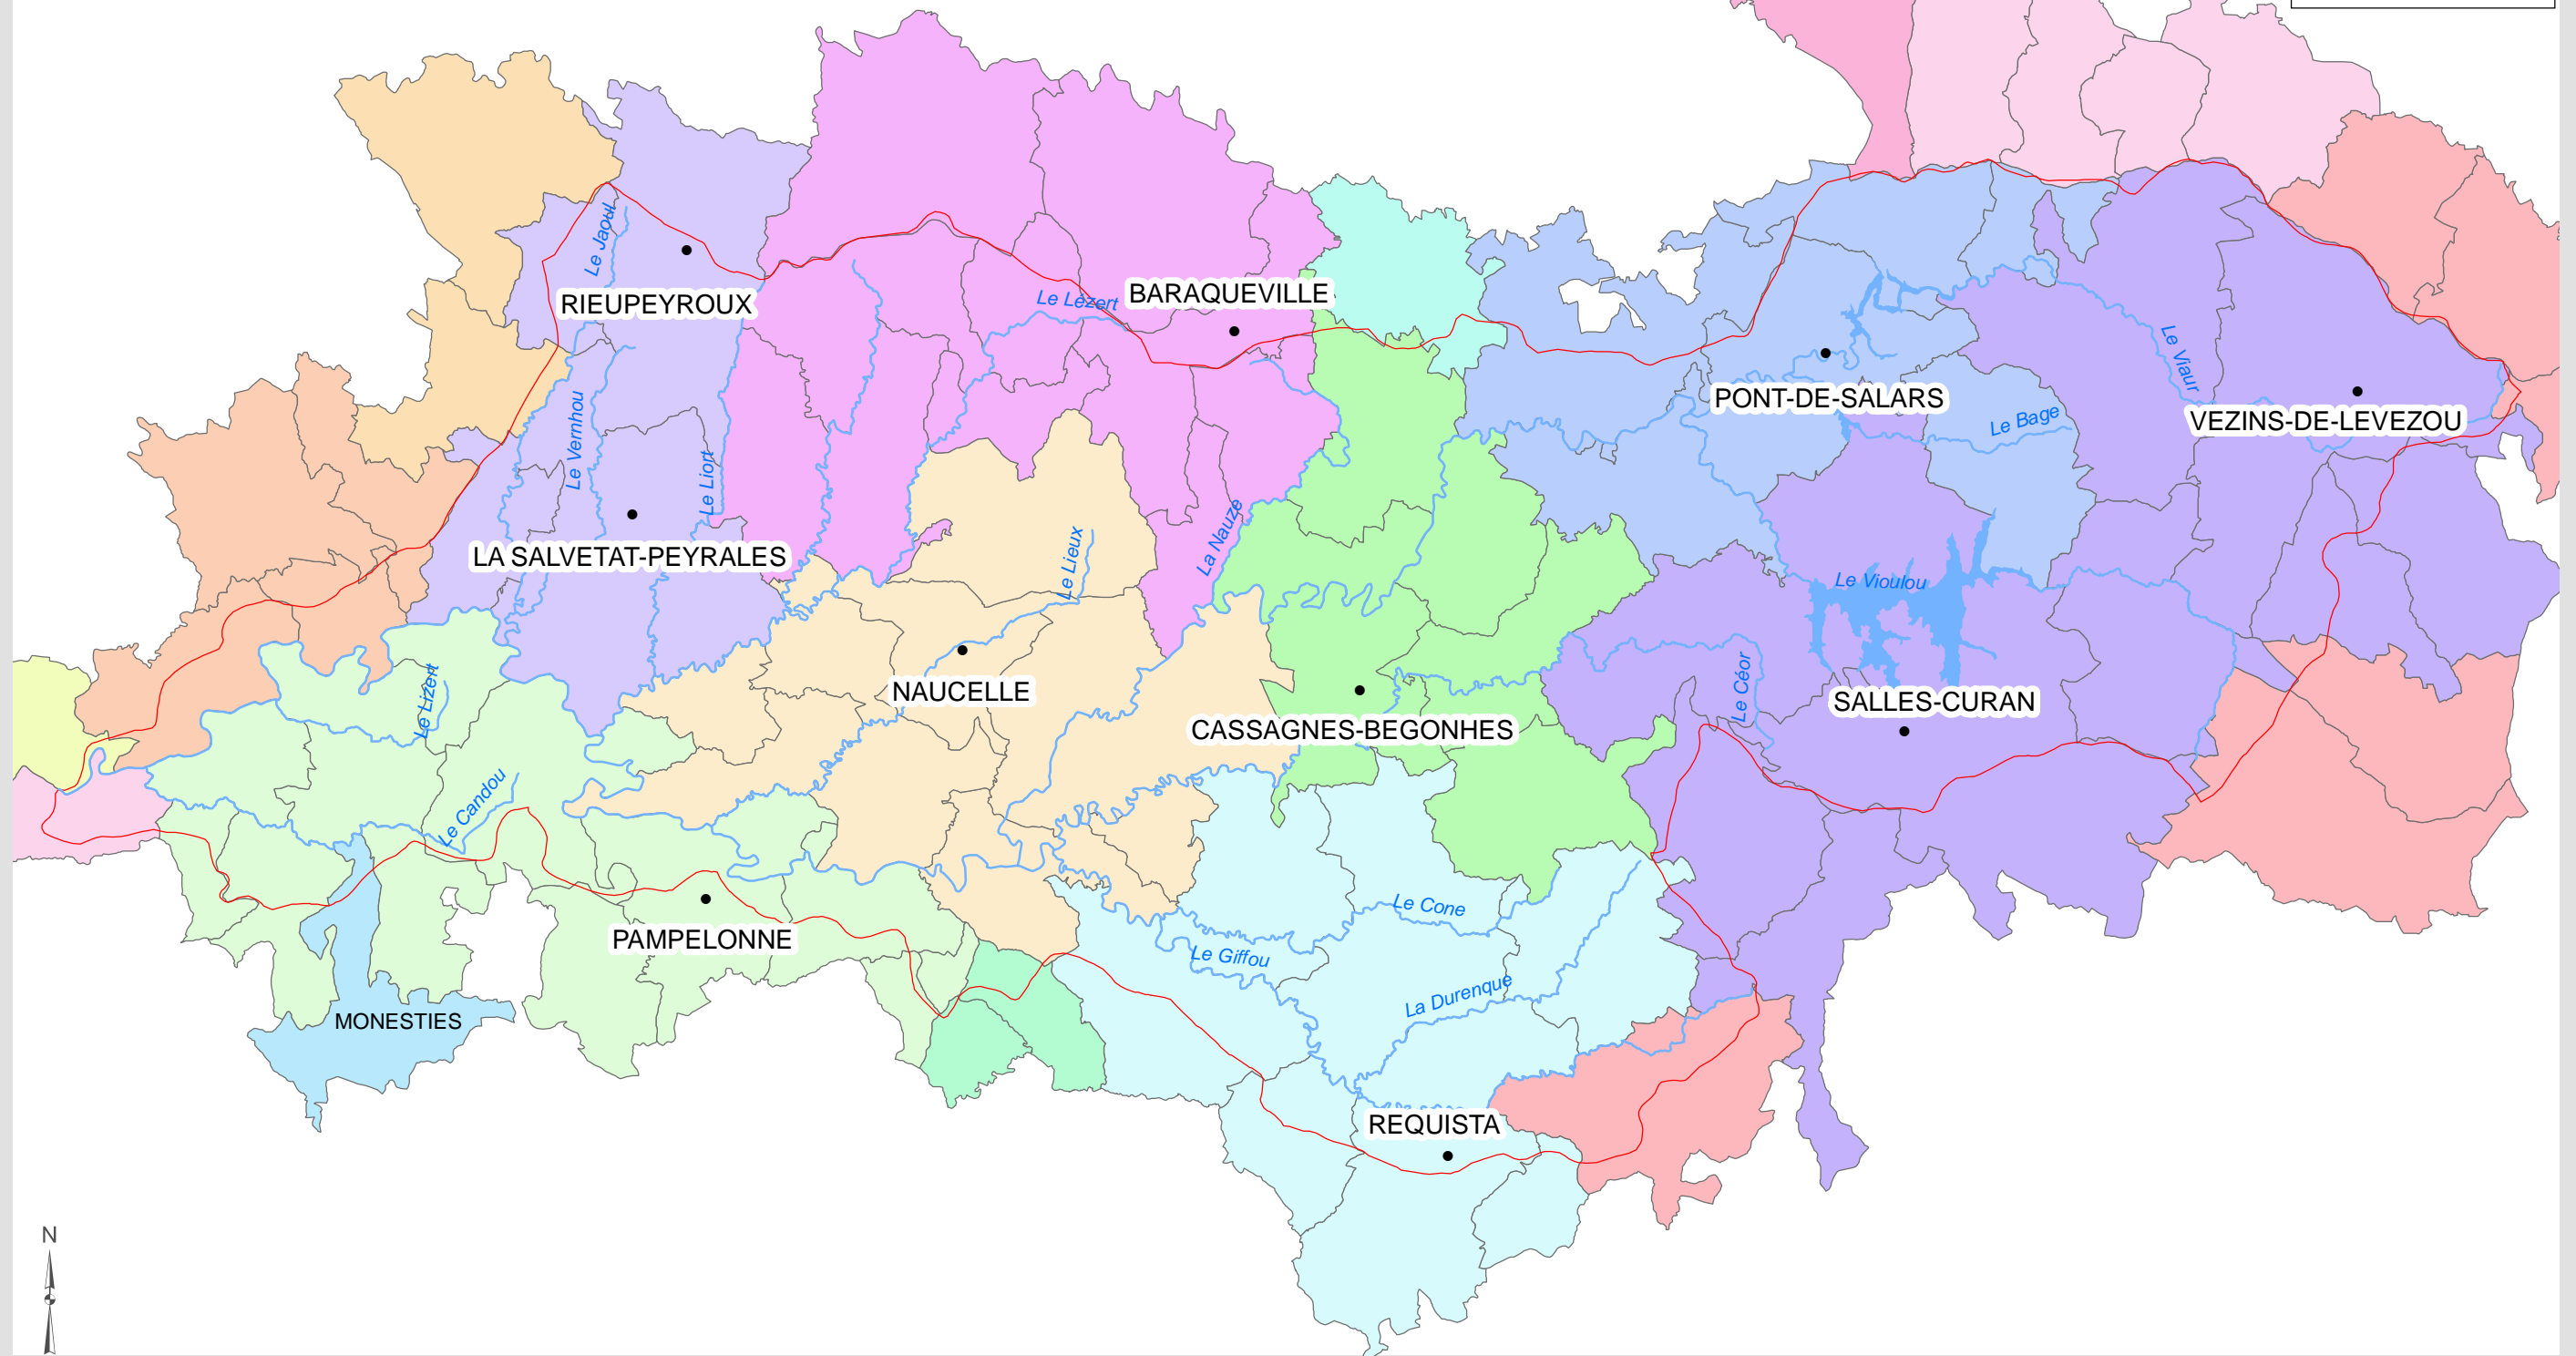 Le Jaoul
RIEUPEYROUX
Le Lézert
BARAQUEVILLE
Le Viaur
PONT-DE-SALARS
Le Bage
VEZINS-DE-LEVEZOU
Le Vernhou
Le Liort
LA SALVETAT-PEYRALES
La Nauze
Le Lieux
Le Vioulou
Le Lizert
NAUCELLE
Le Céor
SALLES-CURAN
CASSAGNES-BEGONHES
Le Candou
Le Cone
PAMPELONNE
Le Giffou
La Durenque
MONESTIES
REQUISTA
N